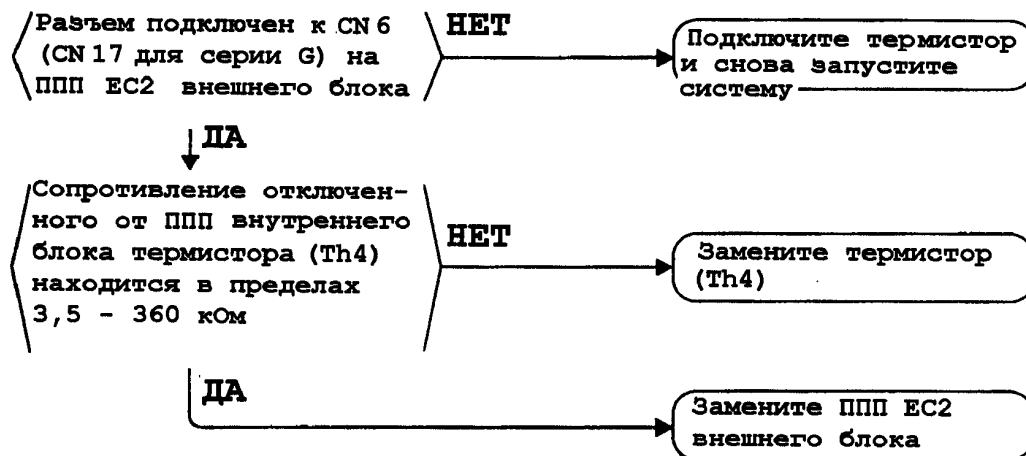 Разъем подключен к CN 6
(CN 17 для серии G) на
ППП EC2 внешнего блока
НЕТ
Подключите термистор
и снова запустите
систему
ДА
Сопротивление отключен-
ного от ППП внутреннего
блока термистора (Th4)
находится в пределах
3,5 - 360 кОм
НЕТ
Замените термистор
(Th4)
ДА
Замените ППП EC2
внешнего блока